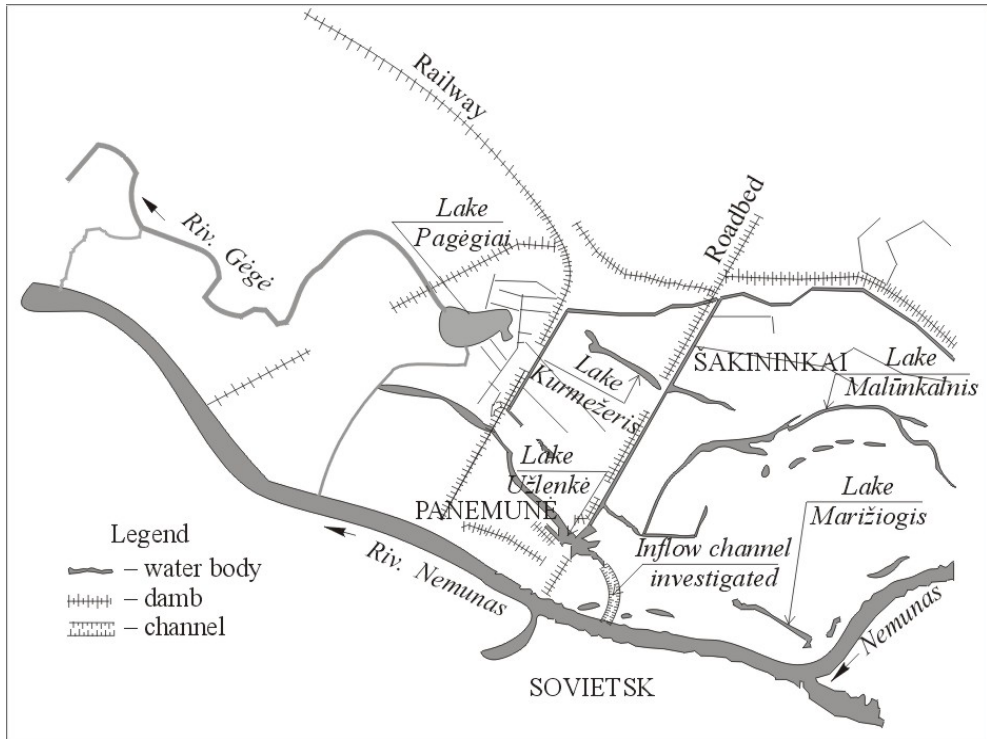 Railway
Roadbed
Lake
Pagėgiai
Riv. Gėgė
ŠAKININKAI
Lake
Malūnkalnis
Lake
Kurmežeris
Lake
Užlenkė
PANEMUNĖ
Lake
Marižiogis
Inflow channel
investigated
Riv. Nemunas
Nemunas
SOVIETSK
Legend
– water body
– damb
– channel